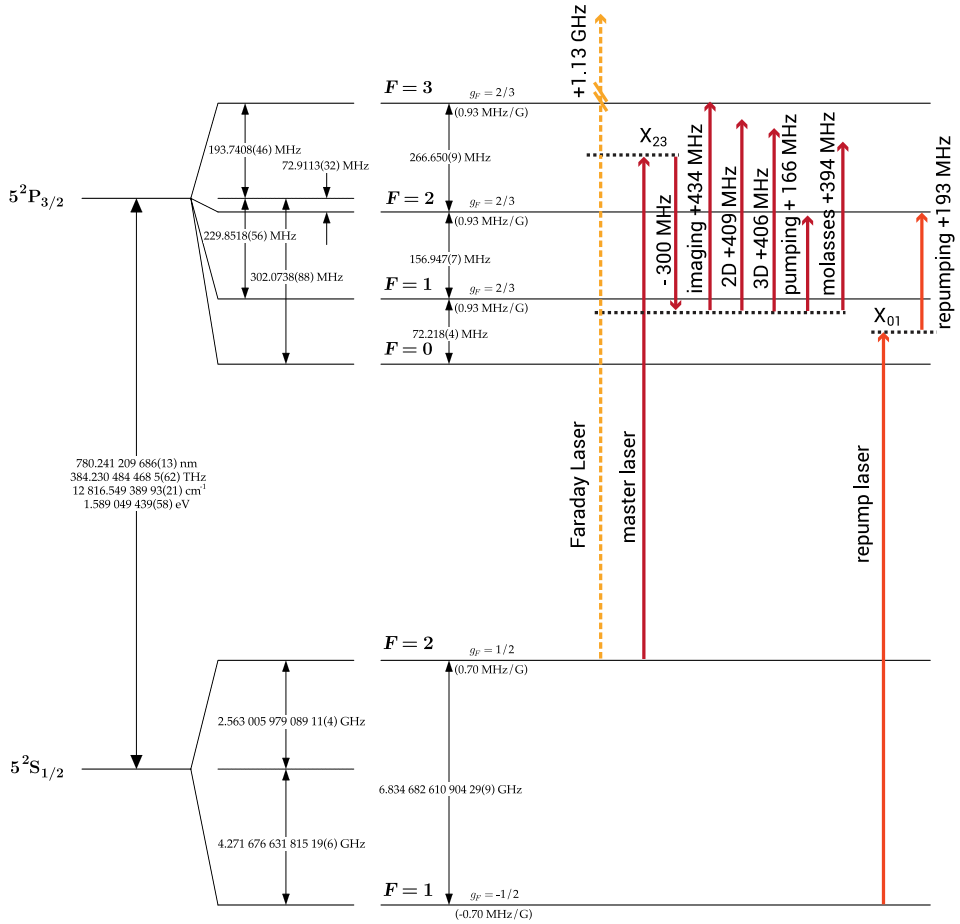 +1.13 GHz
F = 3
g_F = 2/3
(0.93 MHz/G)
193.7408(46) MHz
72.9113(32) MHz
266.650(9) MHz
X₂₃
5²P₃/₂
F = 2
g_F = 2/3
(0.93 MHz/G)
229.8518(56) MHz
302.0738(88) MHz
156.947(7) MHz
F = 1
g_F = 2/3
(0.93 MHz/G)
72.218(4) MHz
F = 0
- 300 MHz
imaging +434 MHz
2D +409 MHz
3D +406 MHz
pumping + 166 MHz
molasses +394 MHz
repumping +193 MHz
X₀₁
780.241 209 686(13) nm
384.230 484 468 5(62) THz
12 816.549 389 93(21) cm⁻¹
1.589 049 439(58) eV
Faraday Laser
master laser
repump laser
F = 2
g_F = 1/2
(0.70 MHz/G)
2.563 005 979 089 11(4) GHz
5²S₁/₂
6.834 682 610 904 29(9) GHz
4.271 676 631 815 19(6) GHz
F = 1
g_F = -1/2
(-0.70 MHz/G)